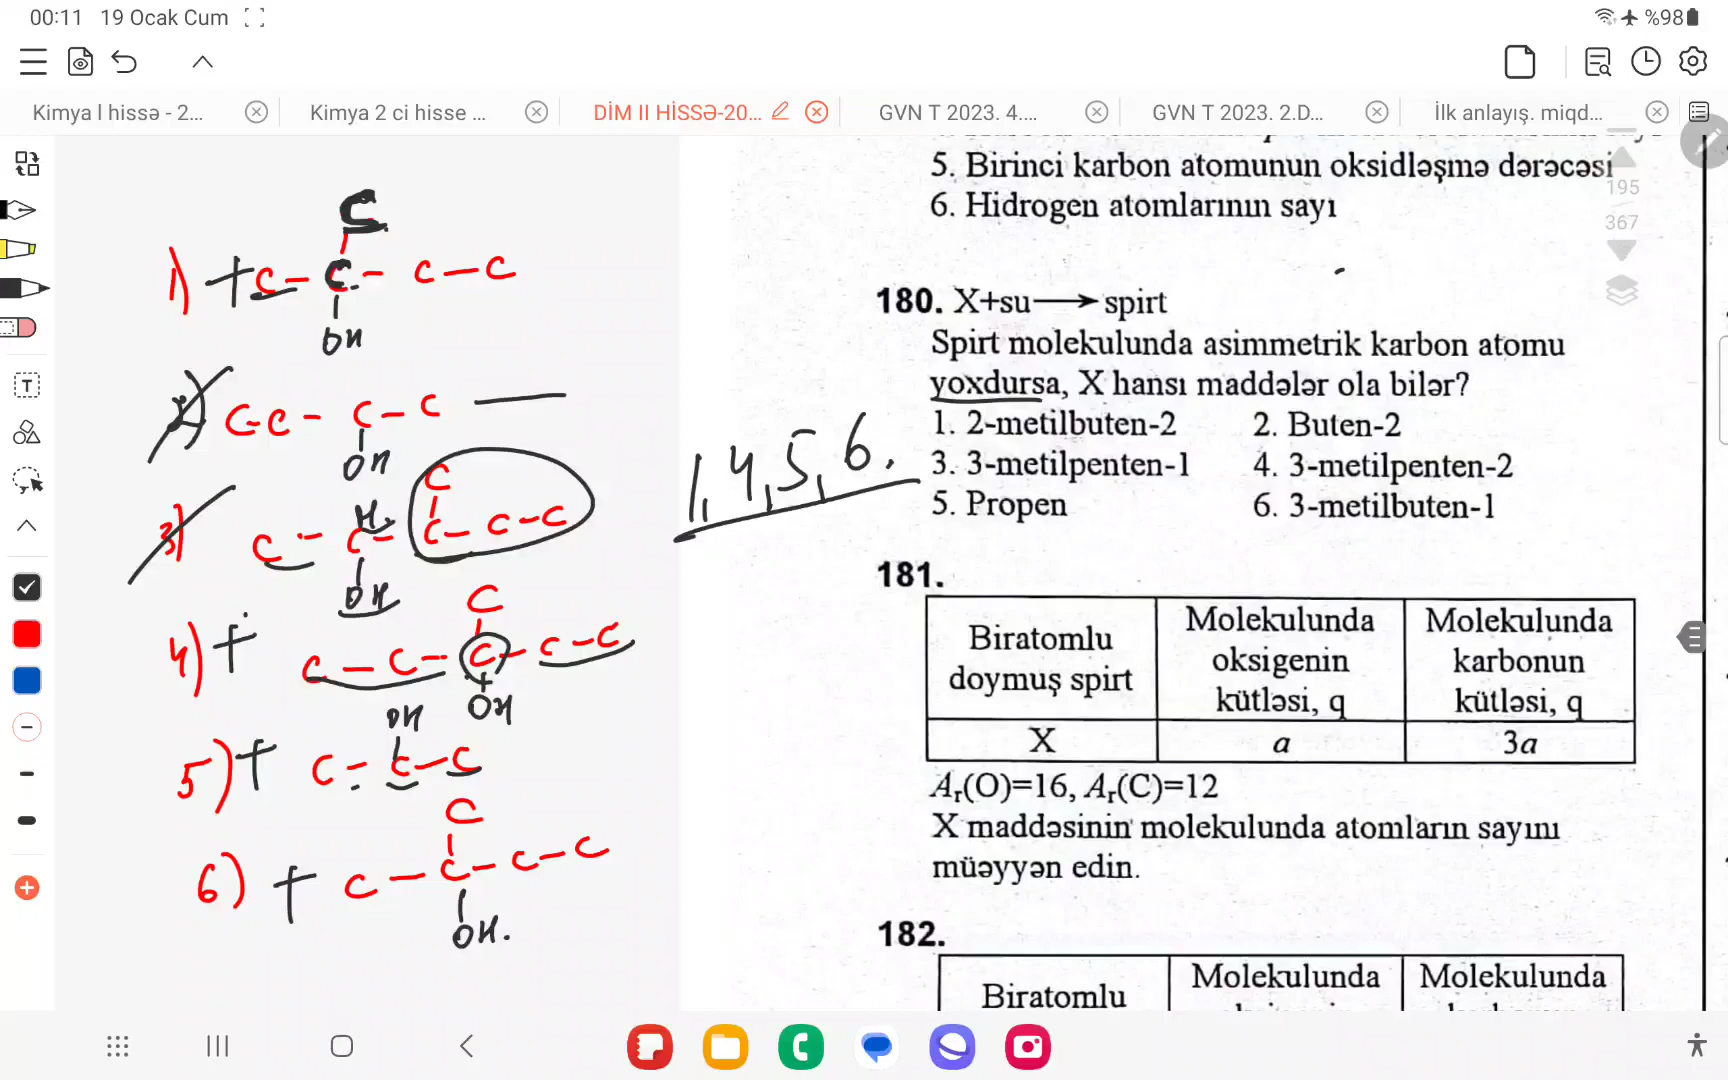 00:11 19 Ocak Cum
%98
Kimya I hissə - 2...
Kimya 2 ci hisse ...
DİM II HİSSƏ-20...
GVN T 2023. 4....
GVN T 2023. 2.D...
İlk anlayış. miqd...
5. Birinci karbon atomunun oksidləşmə dərəcəsi
6. Hidrogen atomlarının sayı
195
367
180. X+su⟶spirt
Spirt molekulunda asimmetrik karbon atomu
yoxdursa, X hansı maddələr ola bilər?
1. 2-metilbuten-2 2. Buten-2
3. 3-metilpenten-1 4. 3-metilpenten-2
5. Propen 6. 3-metilbuten-1
1,4,5,6.
181.
Biratomlu doymuş spirt
Molekulunda oksigenin kütləsi, q
Molekulunda karbonun kütləsi, q
X a 3a
Aᵣ(O)=16, Aᵣ(C)=12
X maddəsinin molekulunda atomların sayını
müəyyən edin.
182.
Biratomlu
Molekulunda
Molekulunda
C
1) + C - C - C - C
OH
2) C-C - C - C
OH
C
3) C - C - C - C - C
H
OH
C
4) + C - C - C - C - C
OH
OH
5) + C - C - C
C
6) + C - C - C - C
OH.
T